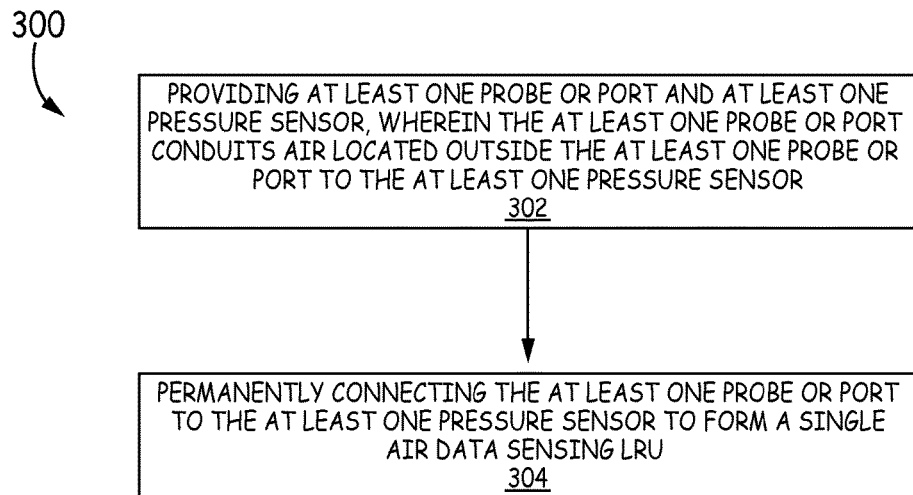 300
PROVIDING AT LEAST ONE PROBE OR PORT AND AT LEAST ONE
PRESSURE SENSOR, WHEREIN THE AT LEAST ONE PROBE OR PORT
CONDUITS AIR LOCATED OUTSIDE THE AT LEAST ONE PROBE OR
PORT TO THE AT LEAST ONE PRESSURE SENSOR
302
PERMANENTLY CONNECTING THE AT LEAST ONE PROBE OR PORT
TO THE AT LEAST ONE PRESSURE SENSOR TO FORM A SINGLE
AIR DATA SENSING LRU
304